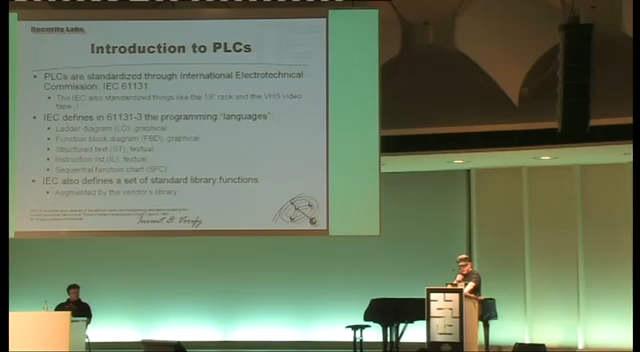 Security Labs
Introduction to PLCs
• PLCs are standardized through International Electrotechnical
Commission: IEC 61131
• The IEC also standardized things like the 19" rack and the VHS video
tape..)
• IEC defines in 61131-3 the programming "languages":
• Ladder diagram (LD), graphical
• Function block diagram (FBD), graphical
• Structured text (ST), textual
• Instruction list (IL), textual
• Sequential function chart (SFC)
• IEC also defines a set of standard library functions
• Augmented by the vendor's library
Invent & Verify